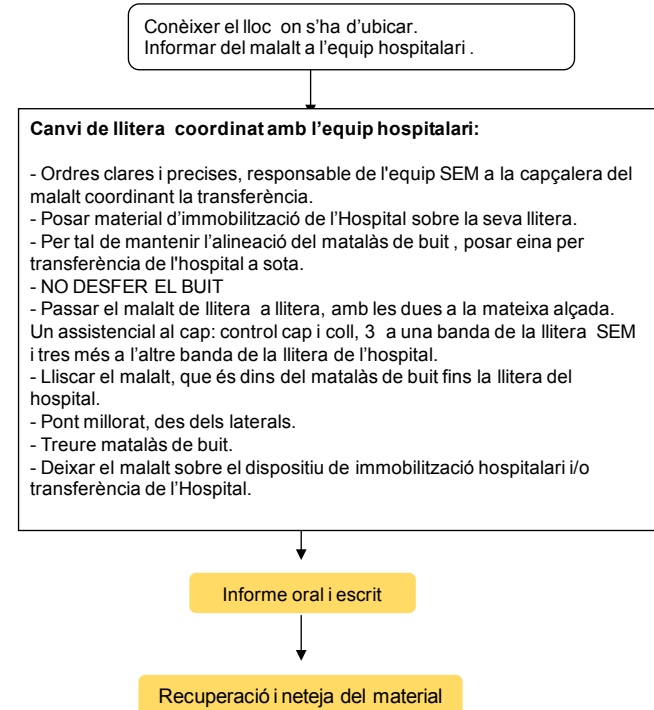 Conèixer el lloc on s'ha d'ubicar.
Informar del malalt a l'equip hospitalari .
Canvi de llitera coordinat amb l'equip hospitalari:
- Ordres clares i precises, responsable de l'equip SEM a la capçalera del
malalt coordinant la transferència.
- Posar material d'immobilització de l'Hospital sobre la seva llitera.
- Per tal de mantenir l'alineació del matalàs de buit , posar eina per
transferència de l'hospital a sota.
- NO DESFER EL BUIT
- Passar el malalt de llitera a llitera, amb les dues a la mateixa alçada.
Un assistencial al cap: control cap i coll, 3 a una banda de la llitera SEM
i tres més a l'altre banda de la llitera de l'hospital.
- Lliscar el malalt, que és dins del matalàs de buit fins la llitera del
hospital.
- Pont millorat, des dels laterals.
- Treure matalàs de buit.
- Deixar el malalt sobre el dispositiu de immobilització hospitalari i/o
transferència de l'Hospital.
Informe oral i escrit
Recuperació i neteja del material